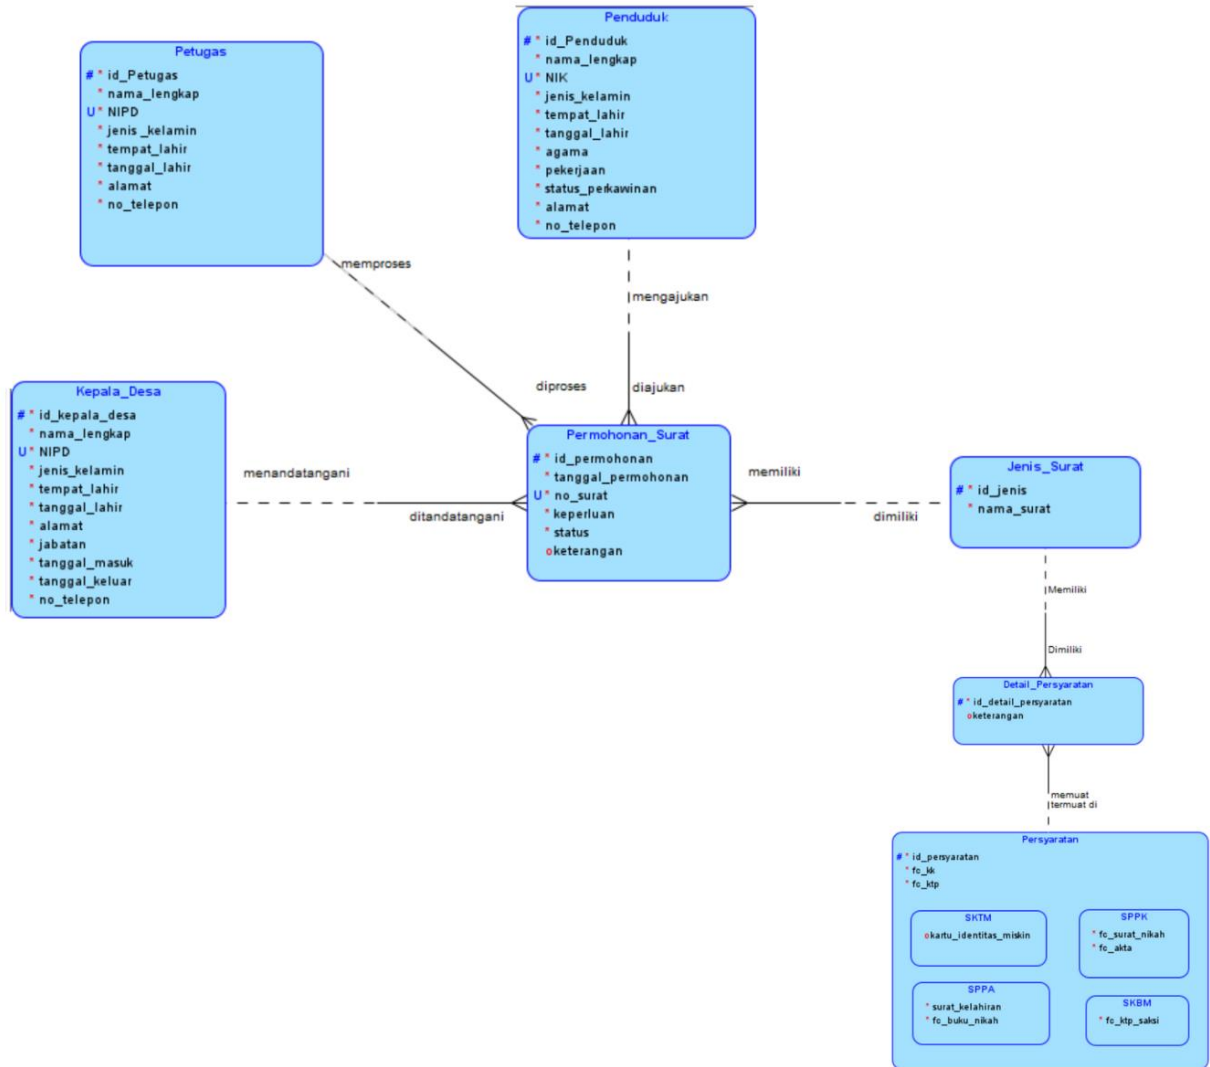 Petugas
# * id_Petugas
* nama_lengkap
U * NIPD
* jenis _kelamin
* tempat_lahir
* tanggal_lahir
* alamat
* no_telepon
Penduduk
# * id_Penduduk
* nama_lengkap
U * NIK
* jenis_kelamin
* tempat_lahir
* tanggal_lahir
* agama
* pekerjaan
* status_perkawinan
* alamat
* no_telepon
memproses
mengajukan
diproses
diajukan
Kepala_Desa
# * id_kepala_desa
* nama_lengkap
U * NIPD
* jenis_kelamin
* tempat_lahir
* tanggal_lahir
* alamat
* jabatan
* tanggal_masuk
* tanggal_keluar
* no_telepon
menandatangani
ditandatangani
Permohonan_Surat
# * id_permohonan
* tanggal_permohonan
U * no_surat
* keperluan
* status
o keterangan
memiliki
dimiliki
Jenis_Surat
# * id_jenis
* nama_surat
Memiliki
Dimiliki
Detail_Persyaratan
# * id_detail_persyaratan
o keterangan
memuat
termuat di
Persyaratan
# * id_persyaratan
* fc_kk
* fc_ktp
SKTM
o kartu_identitas_miskin
SPPK
* fc_surat_nikah
* fc_akta
SPPA
* surat_kelahiran
* fc_buku_nikah
SKBM
* fc_ktp_saksi